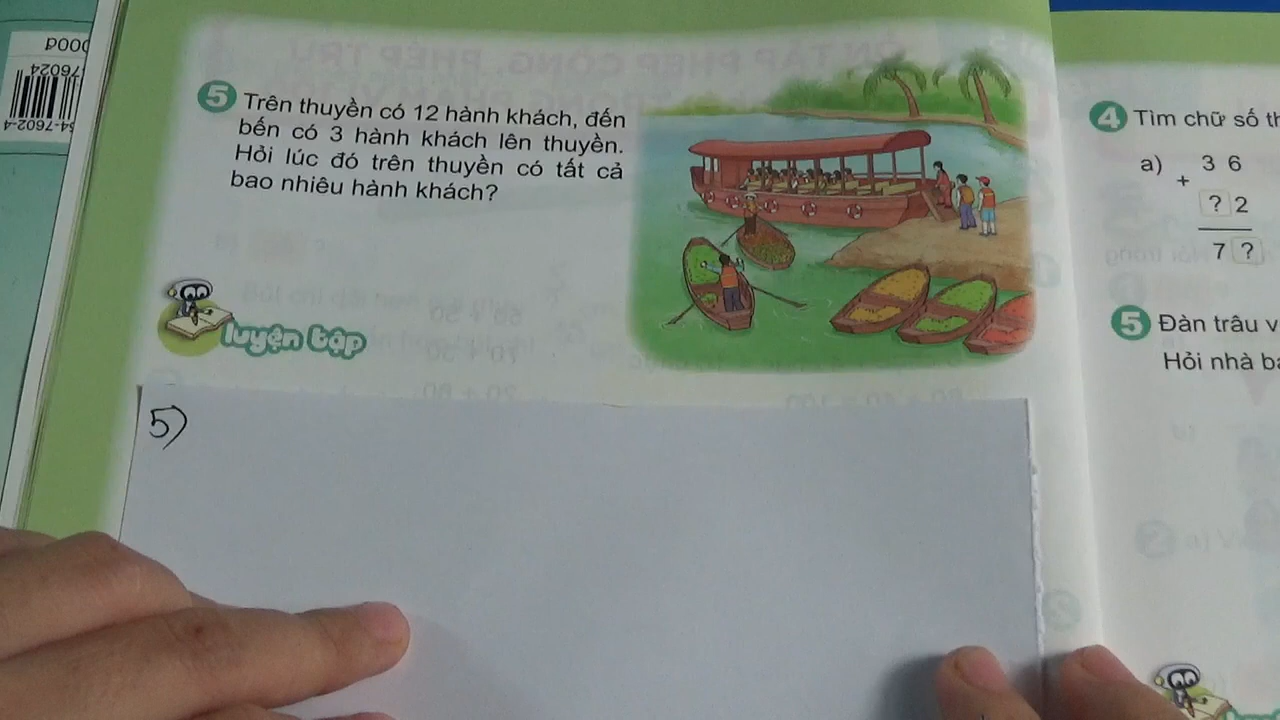 5 Trên thuyền có 12 hành khách, đến
bến có 3 hành khách lên thuyền.
Hỏi lúc đó trên thuyền có tất cả
bao nhiêu hành khách?
luyện tập
5)
4 Tìm chữ số
a) 3 6
+
? 2
7 ?
5 Đàn trâu
Hỏi nhà